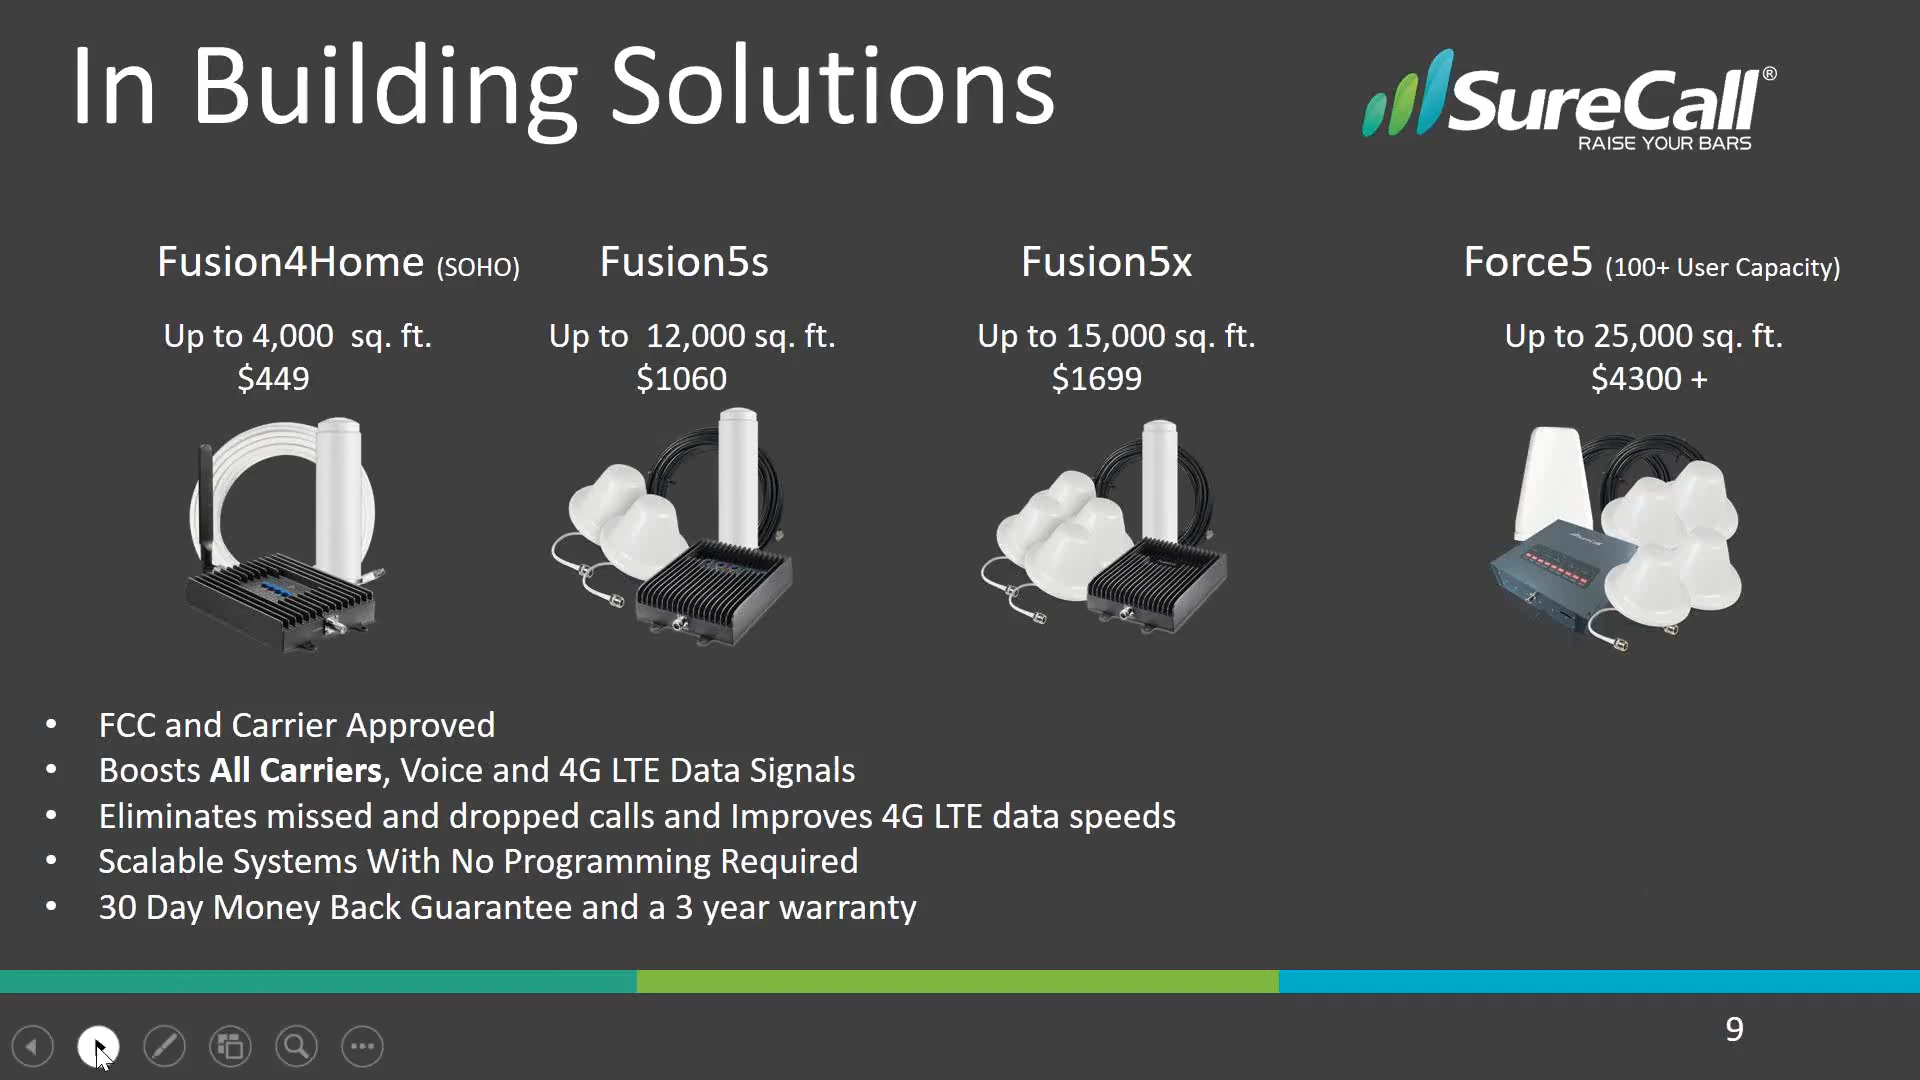 In Building Solutions
SureCall®
RAISE YOUR BARS
Fusion4Home (SOHO)
Up to 4,000 sq. ft.
$449
Fusion5s
Up to 12,000 sq. ft.
$1060
Fusion5x
Up to 15,000 sq. ft.
$1699
Force5 (100+ User Capacity)
Up to 25,000 sq. ft.
$4300 +
SureCall
• FCC and Carrier Approved
• Boosts All Carriers, Voice and 4G LTE Data Signals
• Eliminates missed and dropped calls and Improves 4G LTE data speeds
• Scalable Systems With No Programming Required
• 30 Day Money Back Guarantee and a 3 year warranty
9